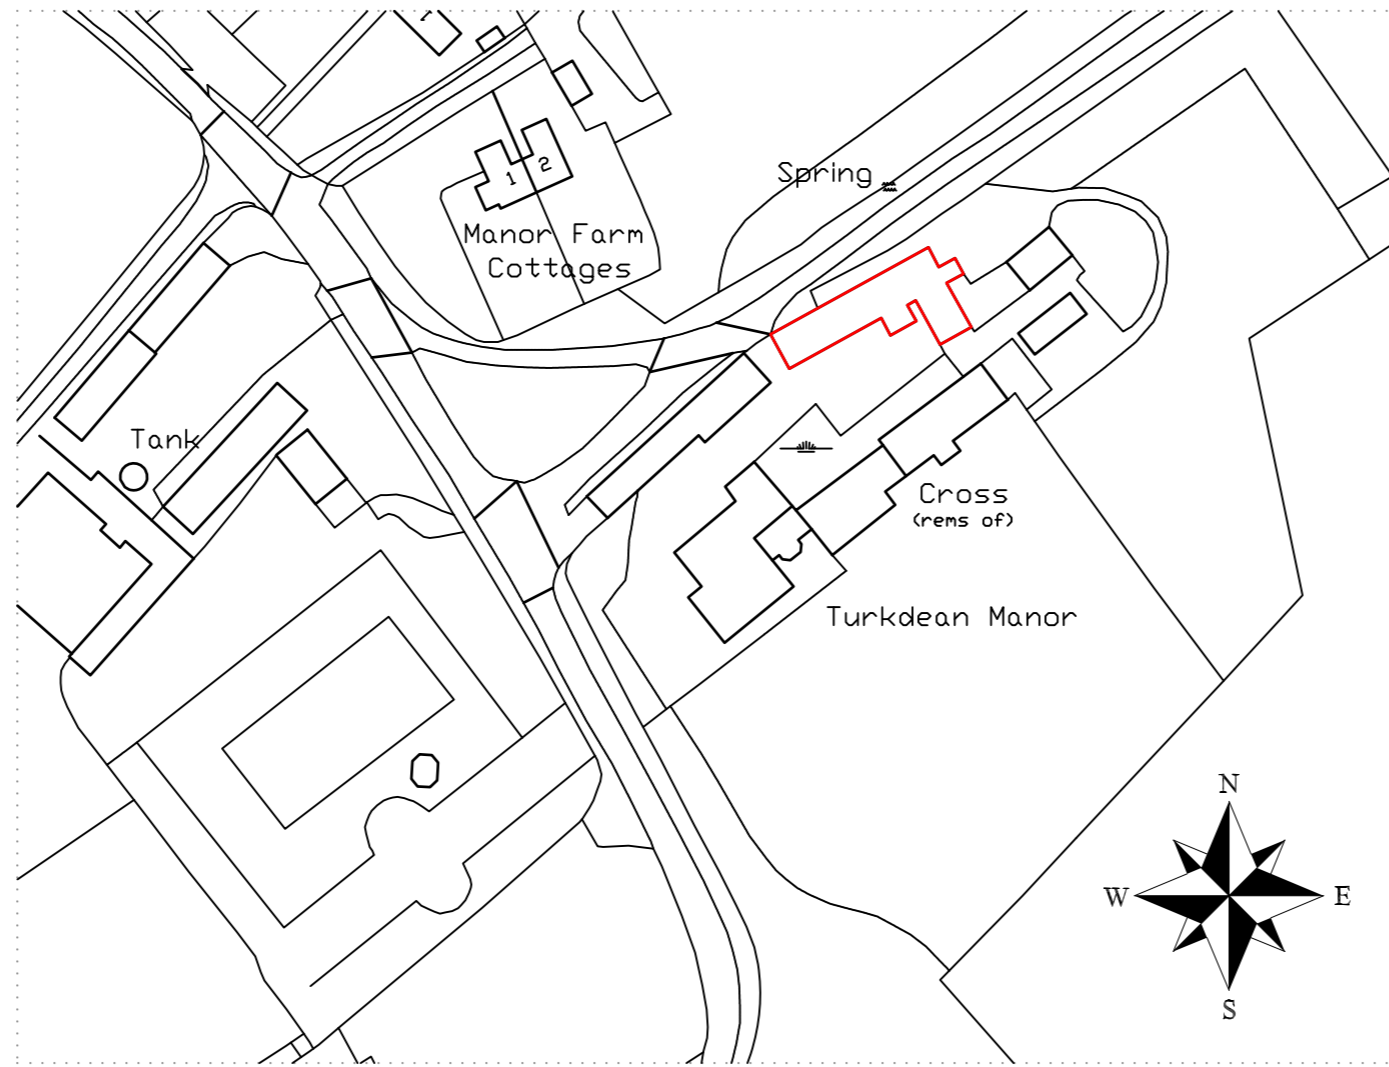 Spring
1
2
Manor Farm
Cottages
Tank
Cross
(rems of)
Turkdean Manor
N
W
E
S